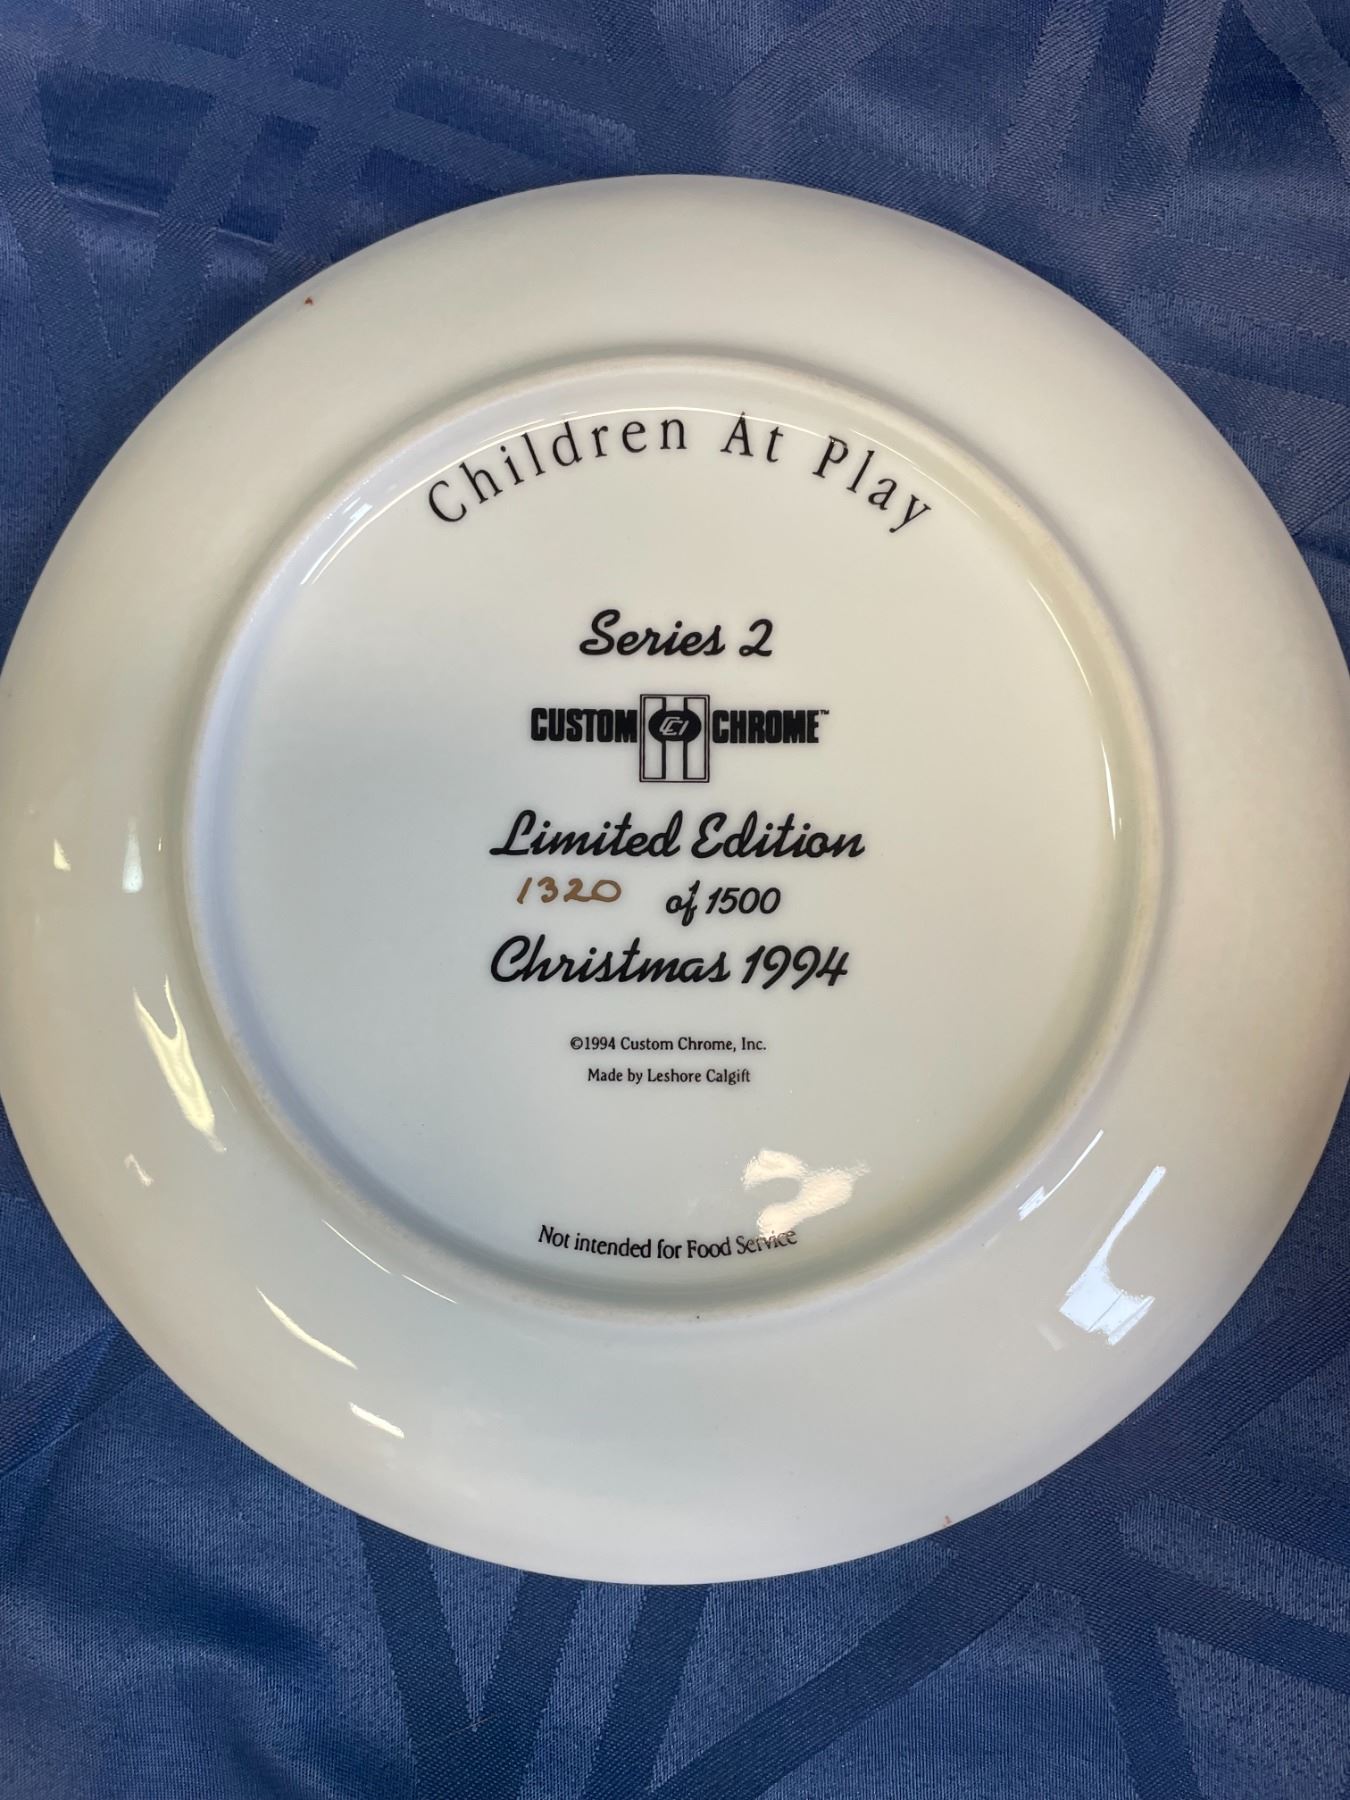 Children At Play
Series 2
CUSTOM CCI CHROME™
Limited Edition
1320 of 1500
Christmas 1994
©1994 Custom Chrome, Inc.
Made by Leshore Calgift
Not intended for Food Service